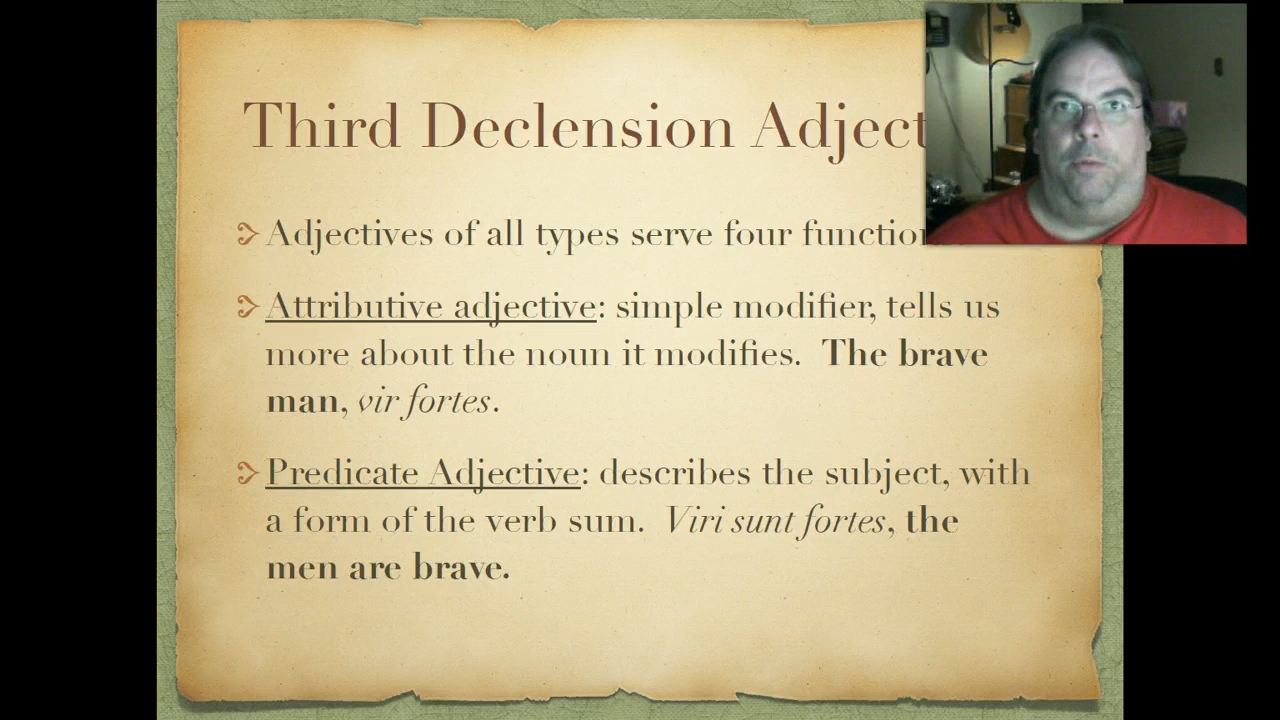 Third Declension Adject
Adjectives of all types serve four function
Attributive adjective: simple modifier, tells us
more about the noun it modifies. The brave
man, vir fortes.
Predicate Adjective: describes the subject, with
a form of the verb sum. Viri sunt fortes, the
men are brave.